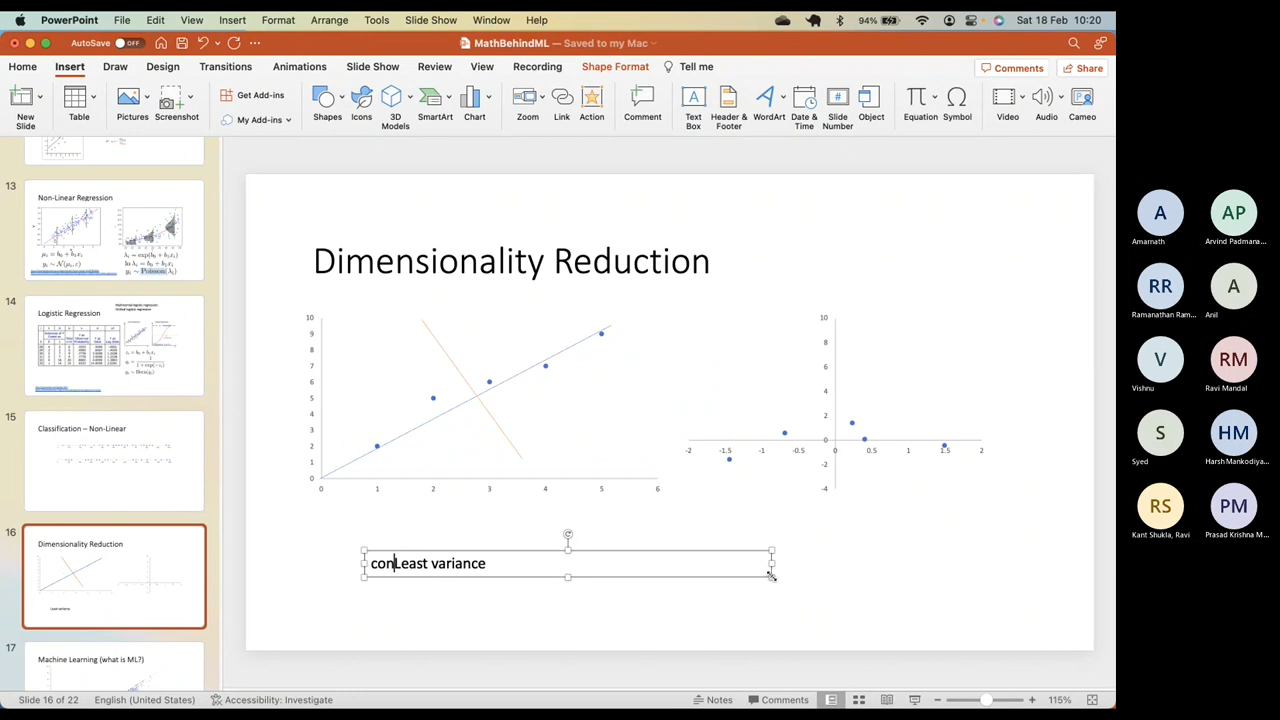 PowerPoint File Edit View Insert Format Arrange Tools Slide Show Window Help 94% Sat 18 Feb 10:20
AutoSave OFF MathBehindML — Saved to my Mac
Home Insert Draw Design Transitions Animations Slide Show Review View Recording Shape Format Tell me Comments Share
New Slide Table Pictures Screenshot Get Add-ins My Add-ins Shapes Icons 3D Models SmartArt Chart Zoom Link Action Comment Text Box Header & Footer WordArt Date & Time Slide Number Object Equation Symbol Video Audio Cameo
13
Non-Linear Regression
14
Logistic Regression
15
Classification – Non-Linear
16
Dimensionality Reduction
Least variance
17
Machine Learning (what is ML?)
Dimensionality Reduction
10
9
8
7
6
5
4
3
2
1
0
0 1 2 3 4 5 6
10
8
6
4
2
0
-2
-4
-2 -1.5 -1 -0.5 0 0.5 1 1.5 2
conLeast variance
A AP
Amarnath Arvind Padmana...
RR A
Ramanathan Ram... Anil
V RM
Vishnu Ravi Mandal
S HM
Syed Harsh Mankodiya...
RS PM
Kant Shukla, Ravi Prasad Krishna M...
Slide 16 of 22 English (United States) Accessibility: Investigate Notes Comments 115%